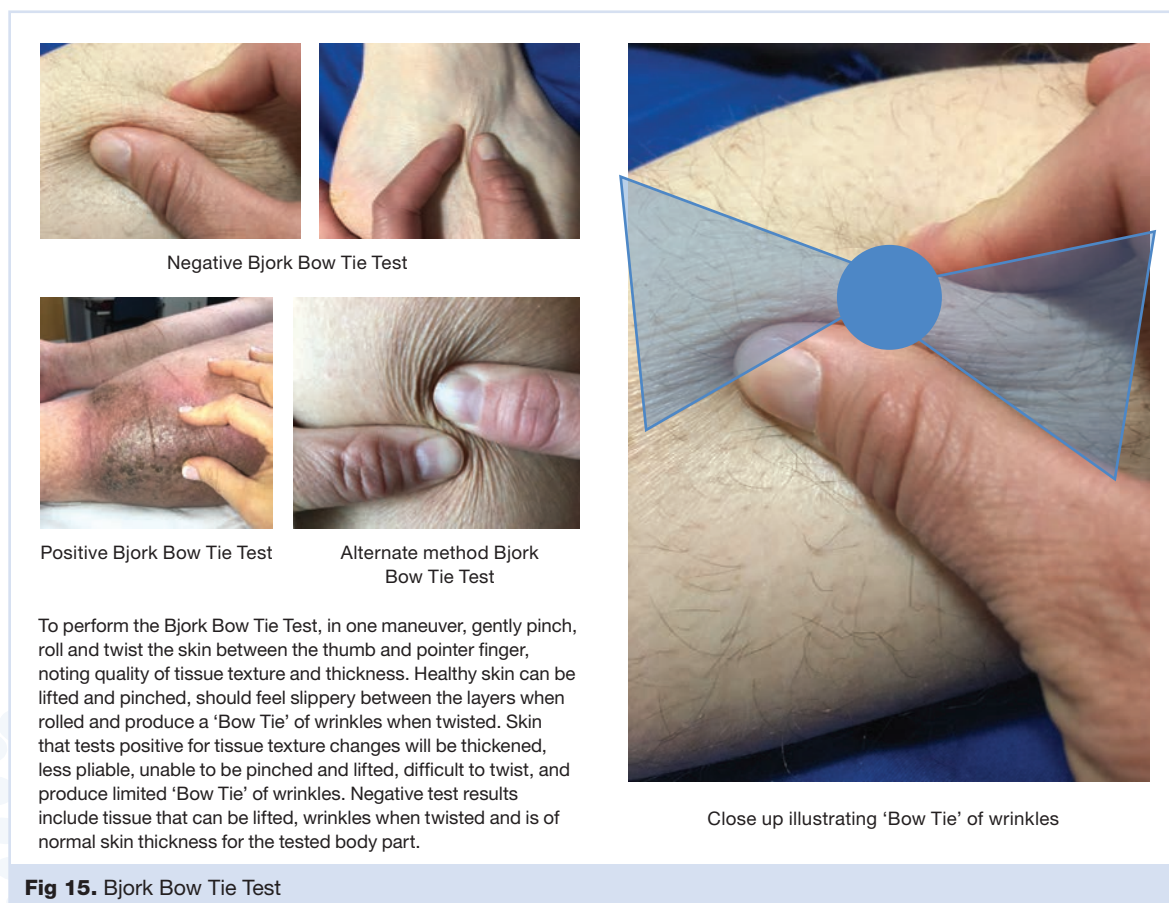 Negative Bjork Bow Tie Test
Positive Bjork Bow Tie Test
Alternate method Bjork
Bow Tie Test
To perform the Bjork Bow Tie Test, in one maneuver, gently pinch,
roll and twist the skin between the thumb and pointer finger,
noting quality of tissue texture and thickness. Healthy skin can be
lifted and pinched, should feel slippery between the layers when
rolled and produce a ‘Bow Tie’ of wrinkles when twisted. Skin
that tests positive for tissue texture changes will be thickened,
less pliable, unable to be pinched and lifted, difficult to twist, and
produce limited ‘Bow Tie’ of wrinkles. Negative test results
include tissue that can be lifted, wrinkles when twisted and is of
normal skin thickness for the tested body part.
Close up illustrating ‘Bow Tie’ of wrinkles
Fig 15. Bjork Bow Tie Test